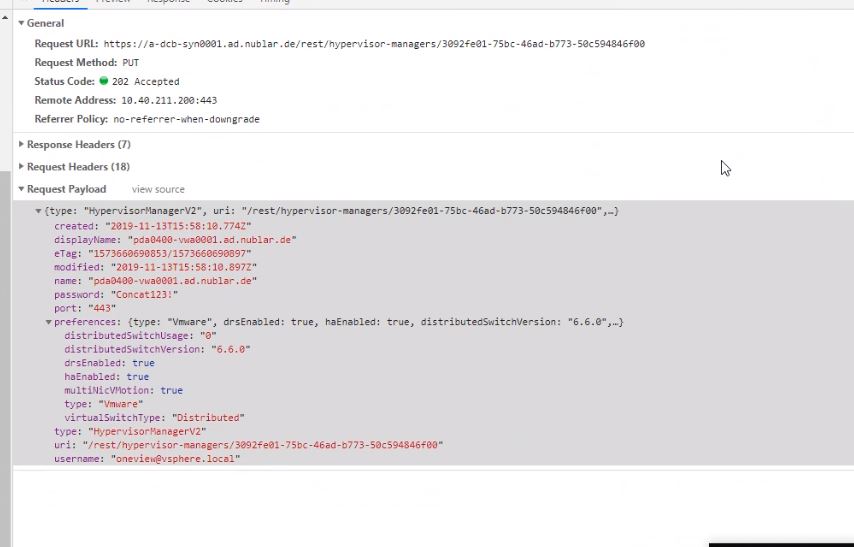 Headers Preview Response Cookies Timing
General
Request URL: https://a-dcb-syn0001.ad.nublar.de/rest/hypervisor-managers/3092fe01-75bc-46ad-b773-50c594846f00
Request Method: PUT
Status Code: 202 Accepted
Remote Address: 10.40.211.200:443
Referrer Policy: no-referrer-when-downgrade
Response Headers (7)
Request Headers (18)
Request Payload view source
{type: "HypervisorManagerV2", uri: "/rest/hypervisor-managers/3092fe01-75bc-46ad-b773-50c594846f00",…}
created: "2019-11-13T15:58:10.774Z"
displayName: "pda0400-vwa0001.ad.nublar.de"
eTag: "1573660690853/1573660690897"
modified: "2019-11-13T15:58:10.897Z"
name: "pda0400-vwa0001.ad.nublar.de"
password: "Concat123!"
port: "443"
preferences: {type: "Vmware", drsEnabled: true, haEnabled: true, distributedSwitchVersion: "6.6.0",…}
distributedSwitchUsage: "0"
distributedSwitchVersion: "6.6.0"
drsEnabled: true
haEnabled: true
multiNicVMotion: true
type: "Vmware"
virtualSwitchType: "Distributed"
type: "HypervisorManagerV2"
uri: "/rest/hypervisor-managers/3092fe01-75bc-46ad-b773-50c594846f00"
username: "oneview@vsphere.local"